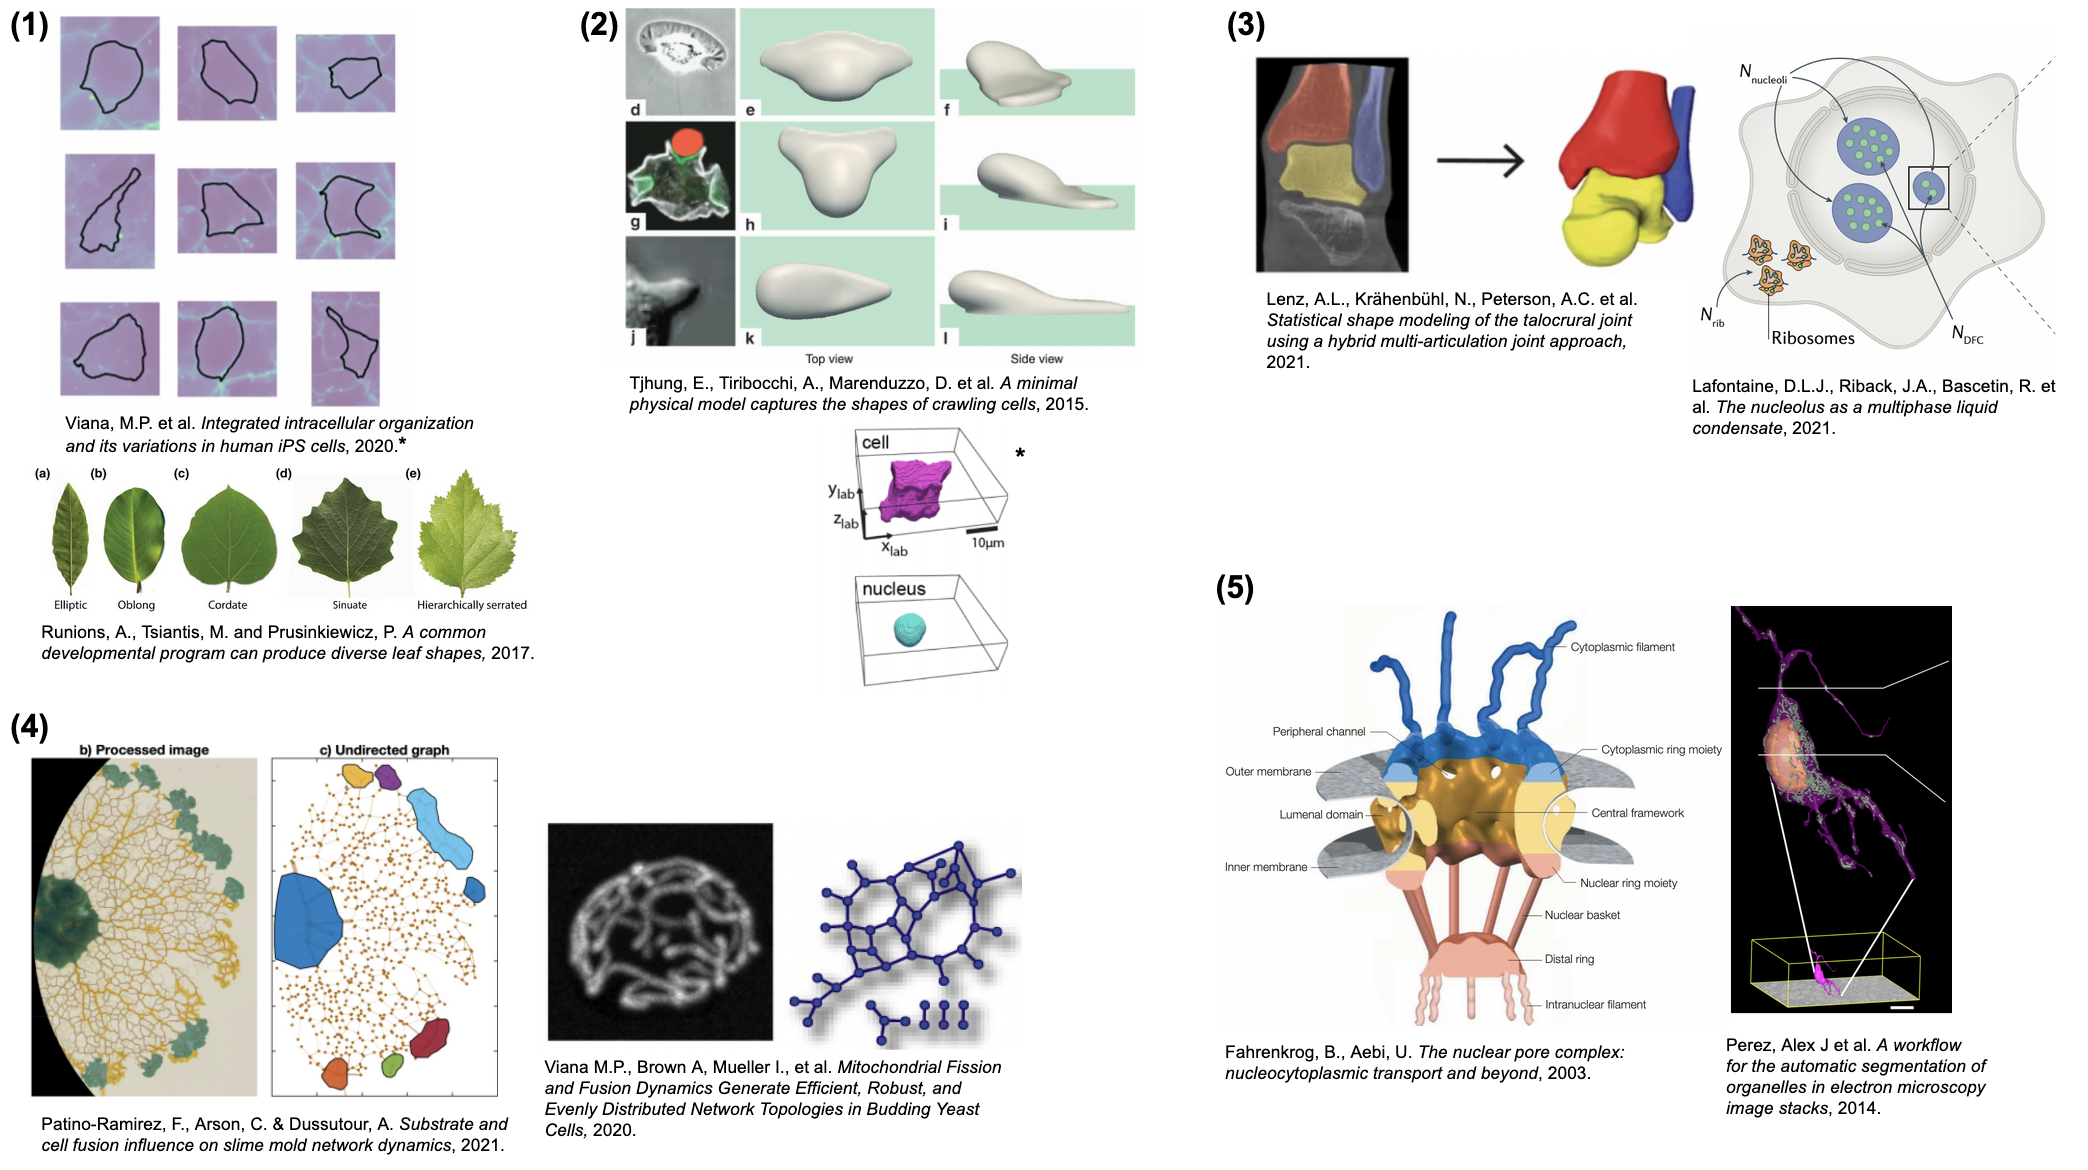 (1)
Viana, M.P. et al. Integrated intracellular organization
and its variations in human iPS cells, 2020.*
(a)
(b)
(c)
(d)
(e)
Elliptic
Oblong
Cordate
Sinuate
Hierarchically serrated
Runions, A., Tsiantis, M. and Prusinkiewicz, P. A common
developmental program can produce diverse leaf shapes, 2017.
(2)
d
e
f
g
h
i
j
k
l
Top view
Side view
Tjhung, E., Tiribocchi, A., Marenduzzo, D. et al. A minimal
physical model captures the shapes of crawling cells, 2015.
cell
*
ylab
zlab
xlab
10μm
nucleus
(3)
Lenz, A.L., Krähenbühl, N., Peterson, A.C. et al.
Statistical shape modeling of the talocrural joint
using a hybrid multi-articulation joint approach,
2021.
Nnucleoli
Nrib
Ribosomes
NDFC
Lafontaine, D.L.J., Riback, J.A., Bascetin, R. et
al. The nucleolus as a multiphase liquid
condensate, 2021.
(4)
b) Processed image
c) Undirected graph
Patino-Ramirez, F., Arson, C. & Dussutour, A. Substrate and
cell fusion influence on slime mold network dynamics, 2021.
Viana M.P., Brown A, Mueller I., et al. Mitochondrial Fission
and Fusion Dynamics Generate Efficient, Robust, and
Evenly Distributed Network Topologies in Budding Yeast
Cells, 2020.
(5)
Cytoplasmic filament
Peripheral channel
Cytoplasmic ring moiety
Outer membrane
Lumenal domain
Central framework
Inner membrane
Nuclear ring moiety
Nuclear basket
Distal ring
Intranuclear filament
Fahrenkrog, B., Aebi, U. The nuclear pore complex:
nucleocytoplasmic transport and beyond, 2003.
Perez, Alex J et al. A workflow
for the automatic segmentation of
organelles in electron microscopy
image stacks, 2014.